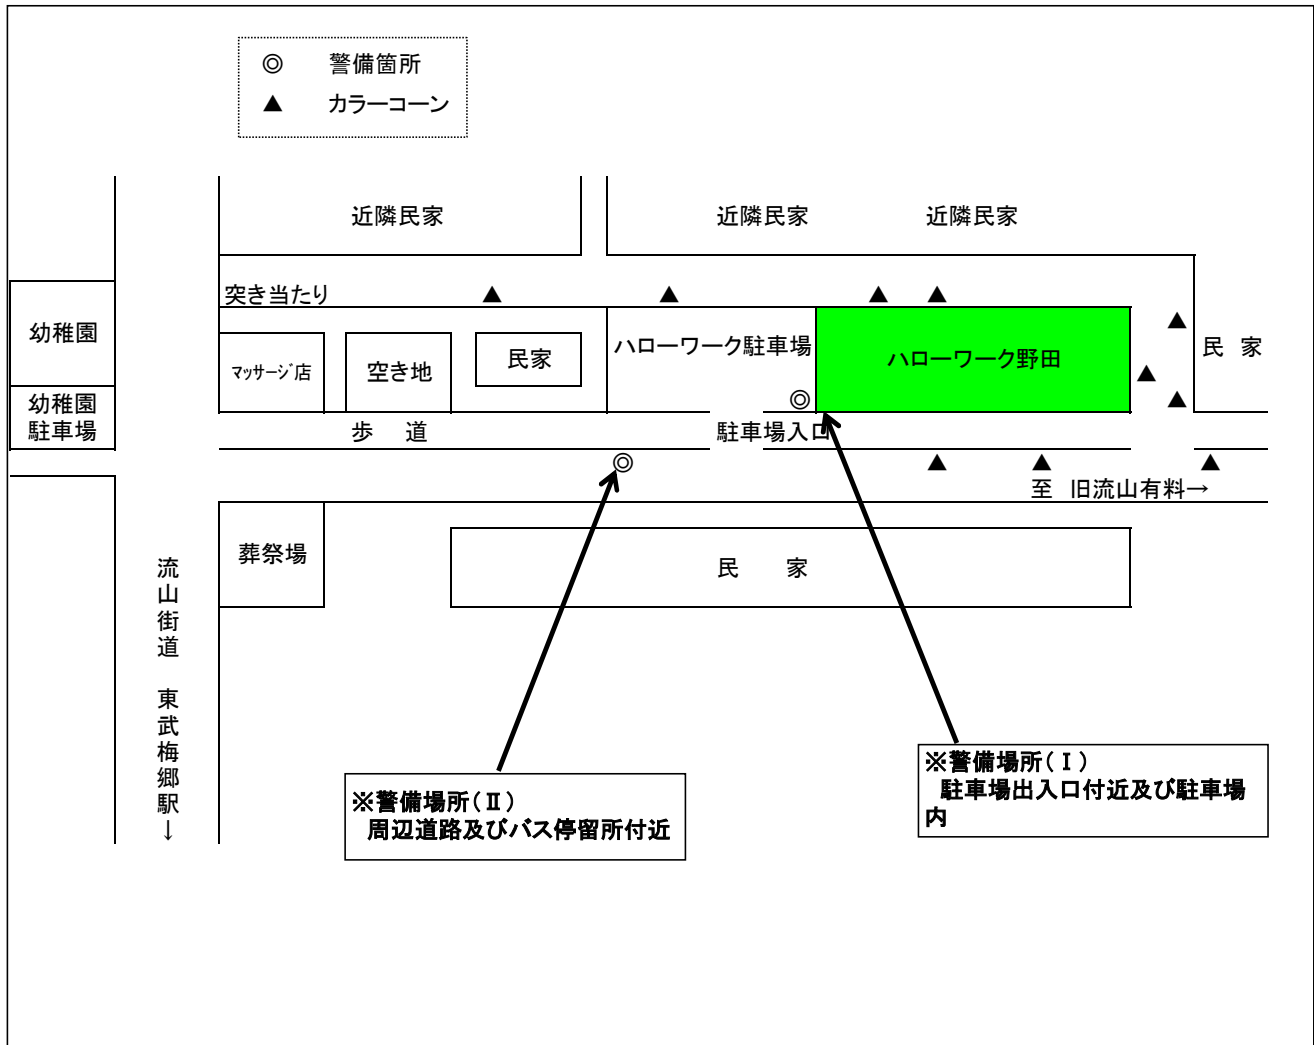 ◎ 警備箇所
▲ カラーコーン
近隣民家
近隣民家
近隣民家
突き当たり
幼稚園
マッサージ店
空き地
民家
ハローワーク駐車場
ハローワーク野田
民 家
幼稚園
駐車場
歩 道
駐車場入口
至 旧流山有料→
葬祭場
民 家
流山街道 東武梅郷駅↓
※警備場所(Ⅱ)
周辺道路及びバス停留所付近
※警備場所(Ⅰ)
駐車場出入口付近及び駐車場
内